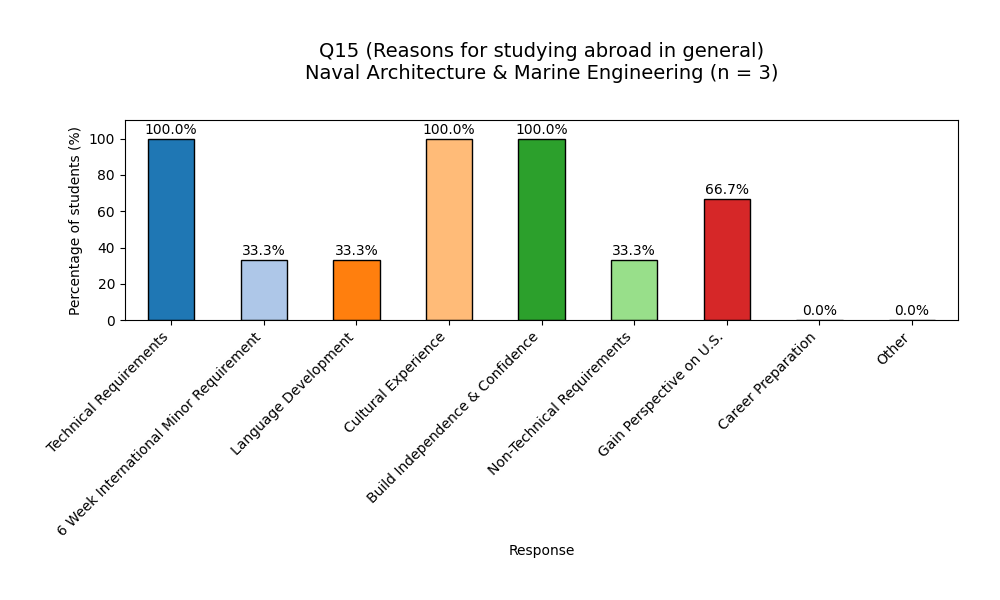 Q15 (Reasons for studying abroad in general)
Naval Architecture & Marine Engineering (n = 3)
Percentage of students (%)
100
80
60
40
20
0
100.0%
33.3%
33.3%
100.0%
100.0%
33.3%
66.7%
0.0%
0.0%
Technical Requirements
6 Week International Minor Requirement
Language Development
Cultural Experience
Build Independence & Confidence
Non-Technical Requirements
Gain Perspective on U.S.
Career Preparation
Other
Response